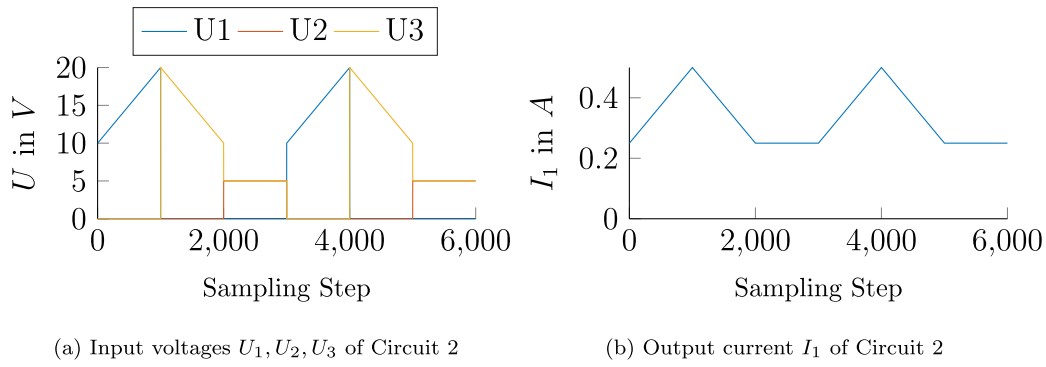 U1 U2 U3
20
15
10
5
0
U in V
0 2,000 4,000 6,000
Sampling Step
(a) Input voltages U₁, U₂, U₃ of Circuit 2
0.4
0.2
0
I₁ in A
0 2,000 4,000 6,000
Sampling Step
(b) Output current I₁ of Circuit 2